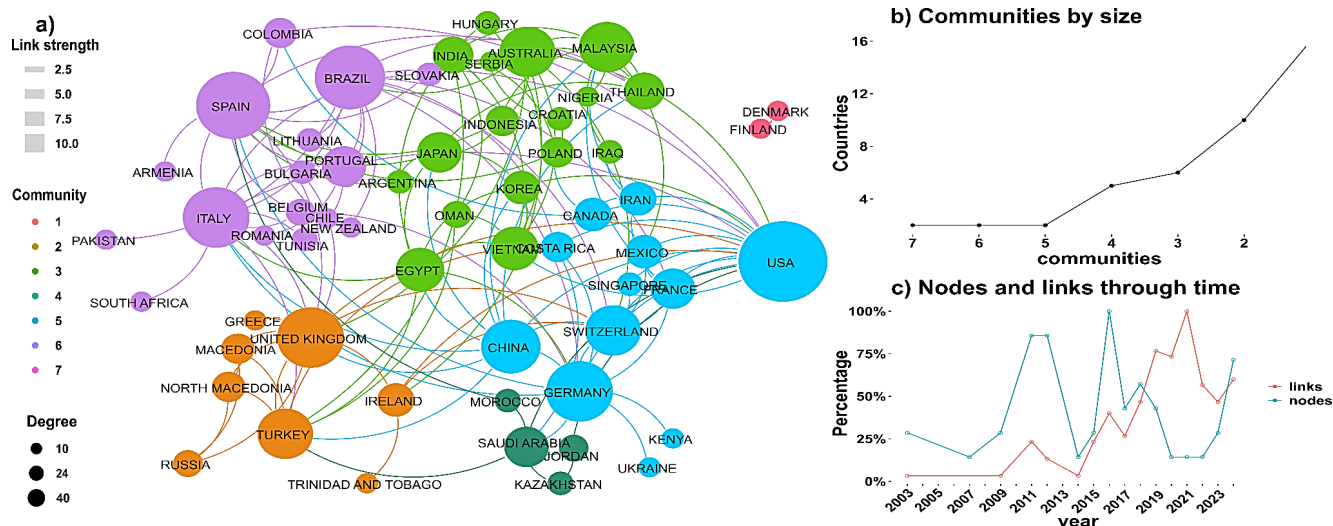 a)
Link strength
2.5
5.0
7.5
10.0
Community
1
2
3
4
5
6
7
Degree
10
24
40
COLOMBIA
HUNGARY
INDIA
AUSTRALIA
MALAYSIA
SERBIA
BRAZIL
SLOVAKIA
SPAIN
NIGERIA
THAILAND
CROATIA
INDONESIA
DENMARK
FINLAND
LITHUANIA
PORTUGAL
JAPAN
POLAND
IRAQ
ARMENIA
BULGARIA
ARGENTINA
KOREA
IRAN
BELGIUM
CHILE
OMAN
CANADA
ITALY
NEW ZEALAND
PAKISTAN
ROMANIA
TUNISIA
VIETNAM
COSTA RICA
MEXICO
USA
EGYPT
SINGAPORE
FRANCE
SOUTH AFRICA
GREECE
UNITED KINGDOM
SWITZERLAND
MACEDONIA
CHINA
NORTH MACEDONIA
IRELAND
MOROCCO
GERMANY
TURKEY
SAUDI ARABIA
JORDAN
KENYA
RUSSIA
UKRAINE
TRINIDAD AND TOBAGO
KAZAKHSTAN
b) Communities by size
Countries
16
12
8
4
7 6 5 4 3 2
communities
c) Nodes and links through time
Percentage
100%
75%
50%
25%
0%
2003 2005 2007 2009 2011 2013 2015 2017 2019 2021 2023
year
links
nodes